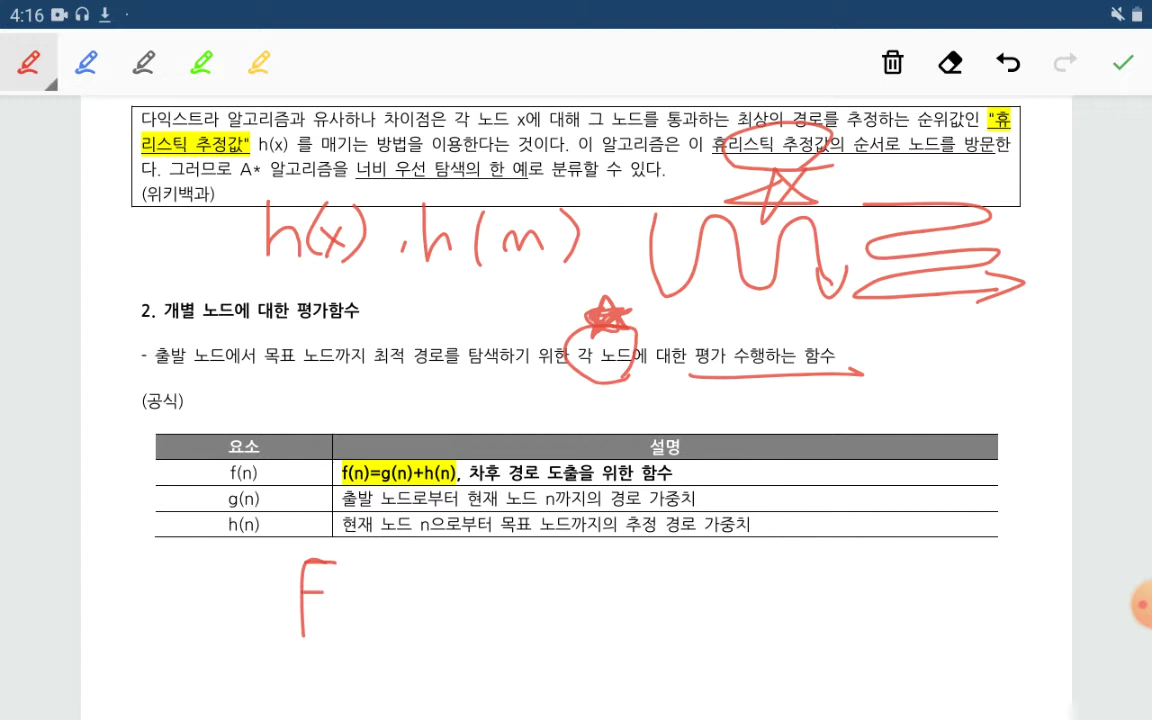 4:16
다익스트라 알고리즘과 유사하나 차이점은 각 노드 x에 대해 그 노드를 통과하는 최상의 경로를 추정하는 순위값인 "휴
리스틱 추정값" h(x) 를 매기는 방법을 이용한다는 것이다. 이 알고리즘은 이 휴리스틱 추정값의 순서로 노드를 방문한
다. 그러므로 A* 알고리즘을 너비 우선 탐색의 한 예로 분류할 수 있다.
(위키백과)
h(x) , h(n)
2. 개별 노드에 대한 평가함수
- 출발 노드에서 목표 노드까지 최적 경로를 탐색하기 위한 각 노드에 대한 평가 수행하는 함수
(공식)
요소 설명
f(n) f(n)=g(n)+h(n), 차후 경로 도출을 위한 함수
g(n) 출발 노드로부터 현재 노드 n까지의 경로 가중치
h(n) 현재 노드 n으로부터 목표 노드까지의 추정 경로 가중치
F